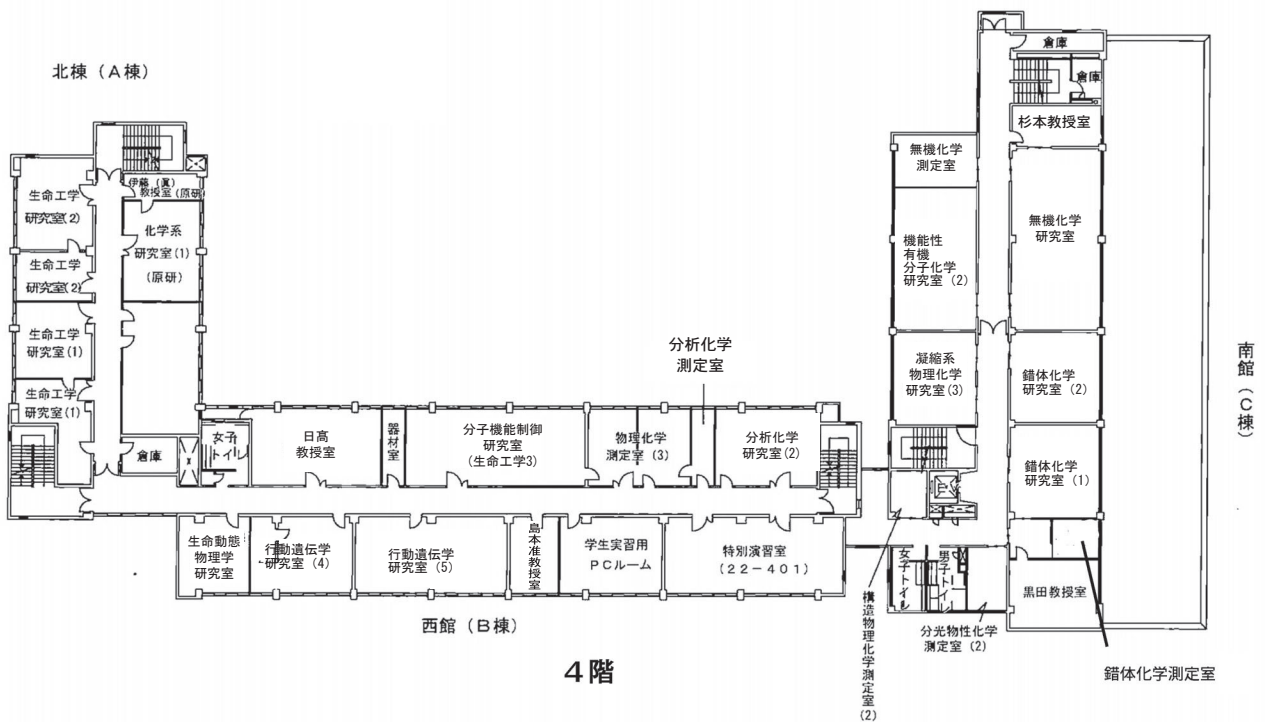 北棟（A棟）
生命工学
研究室(2)
生命工学
研究室(2)
生命工学
研究室(1)
生命工学
研究室(1)
伊藤（眞）
教授室（原研）
化学系
研究室(1)
（原研）
倉庫
女子
トイレ
日高
教授室
器材室
分子機能制御
研究室
(生命工学3)
物理化学
測定室（3）
分析化学
測定室
分析化学
研究室(2)
生命動態
物理学
研究室
行動遺伝学
研究室（4）
行動遺伝学
研究室（5）
島本准教授室
学生実習用
PCルーム
特別演習室
（22－401）
西館（B棟）
4階
倉庫
倉庫
杉本教授室
無機化学
測定室
無機化学
研究室
機能性
有機
分子化学
研究室（2）
凝縮系
物理化学
研究室（3）
錯体化学
研究室（2）
錯体化学
研究室（1）
女子トイレ
男子トイレ
黒田教授室
構造物理化学測定室（2）
分光物性化学
測定室（2）
錯体化学測定室
南館（C棟）